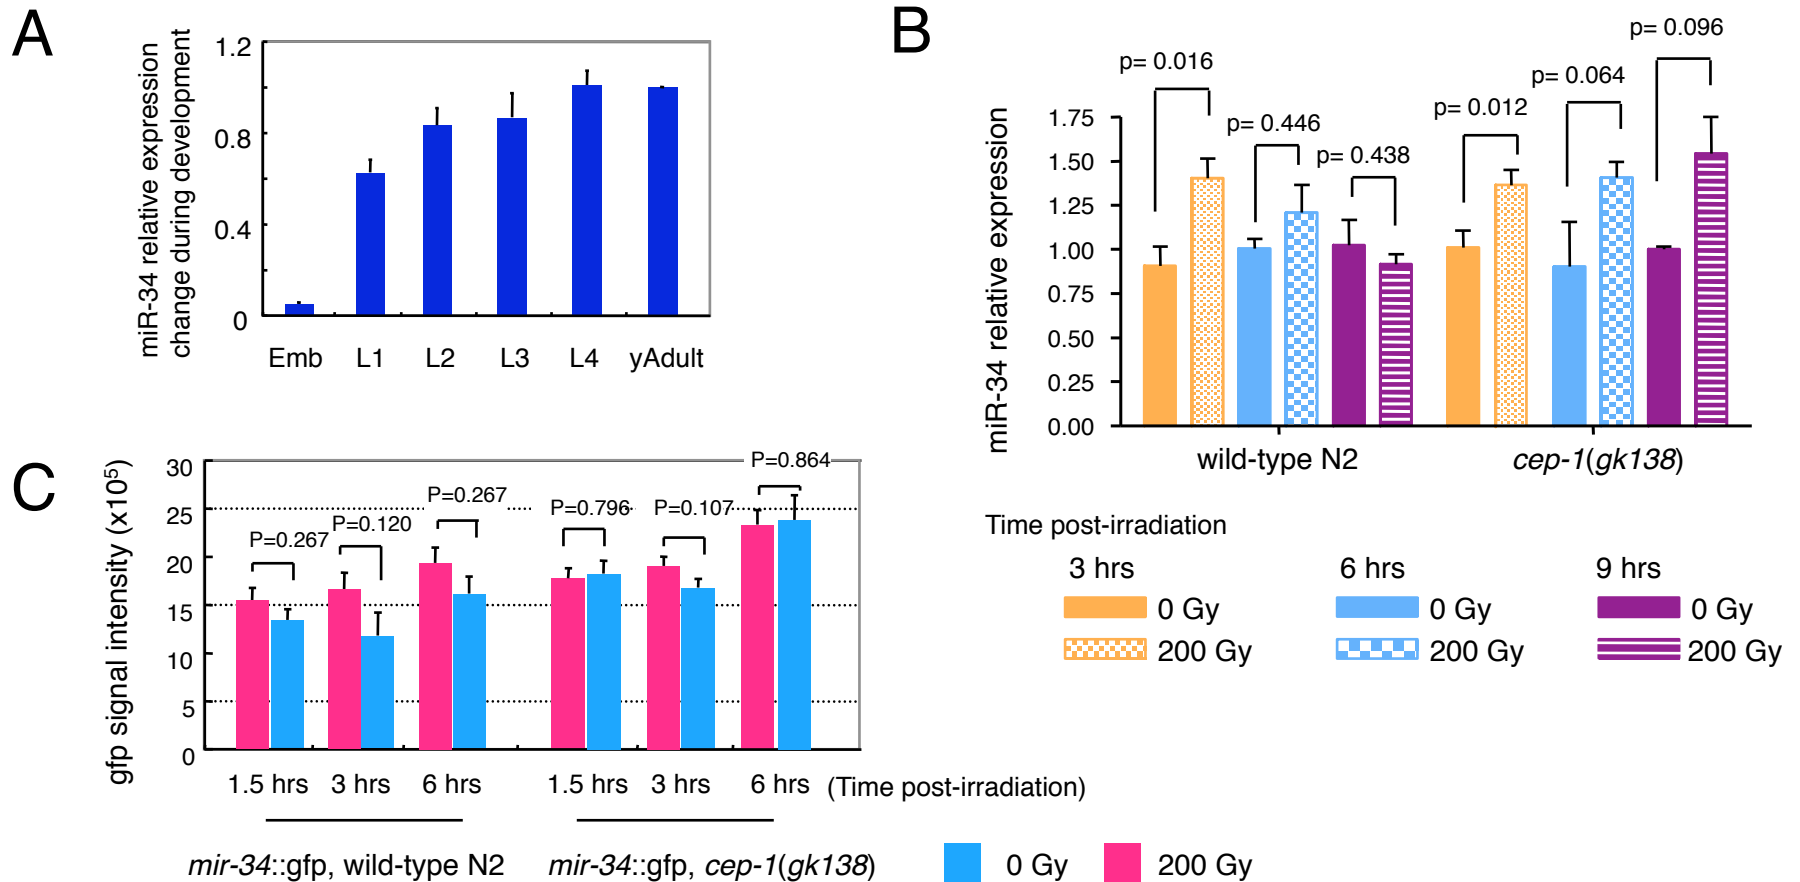 A
miR-34 relative expression
change during development
1.2
0.8
0.4
0
Emb L1 L2 L3 L4 yAdult
B
miR-34 relative expression
p= 0.016
p= 0.446
p= 0.438
p= 0.012
p= 0.064
p= 0.096
1.75
1.50
1.25
1.00
0.75
0.50
0.25
0.00
wild-type N2 cep-1(gk138)
Time post-irradiation
3 hrs 6 hrs 9 hrs
0 Gy 0 Gy 0 Gy
200 Gy 200 Gy 200 Gy
C
gfp signal intensity (x10⁵)
30
25
20
15
10
5
0
P=0.267
P=0.120
P=0.267
P=0.796
P=0.107
P=0.864
1.5 hrs 3 hrs 6 hrs 1.5 hrs 3 hrs 6 hrs (Time post-irradiation)
mir-34::gfp, wild-type N2 mir-34::gfp, cep-1(gk138)
0 Gy 200 Gy